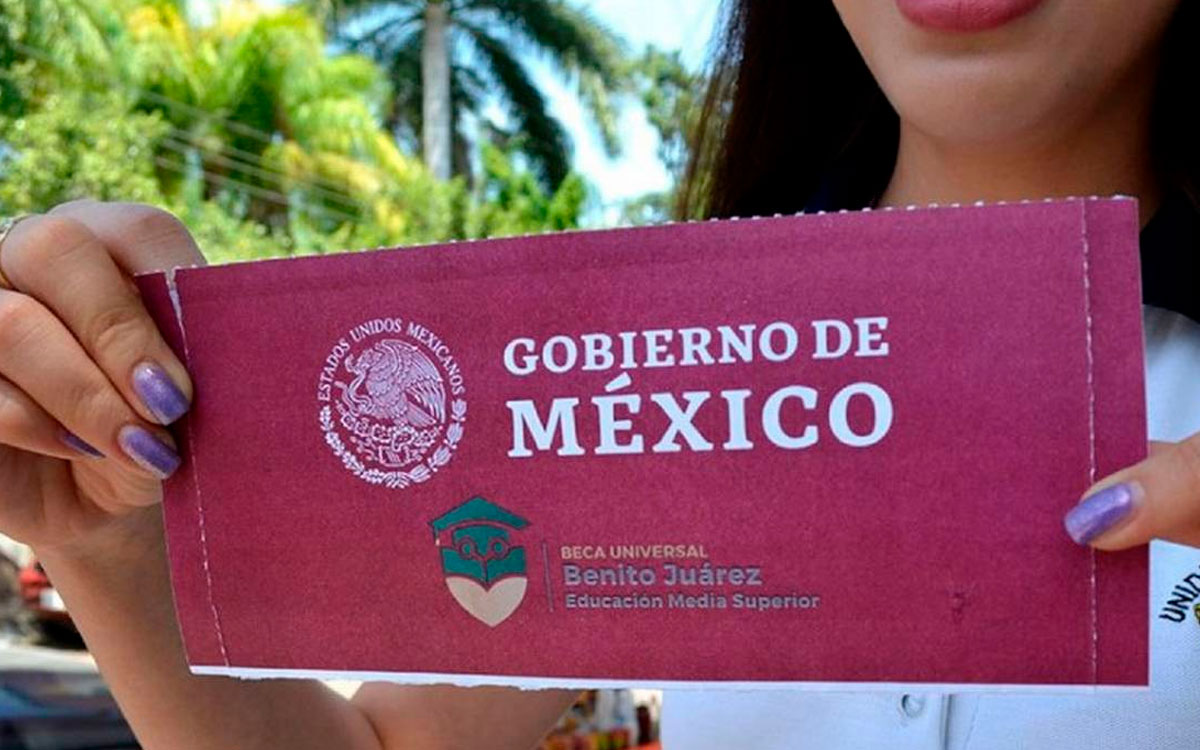 ESTADOS UNIDOS MEXICANOS
GOBIERNO DE
MÉXICO
BECA UNIVERSAL
Benito Juárez
Educación Media Superior